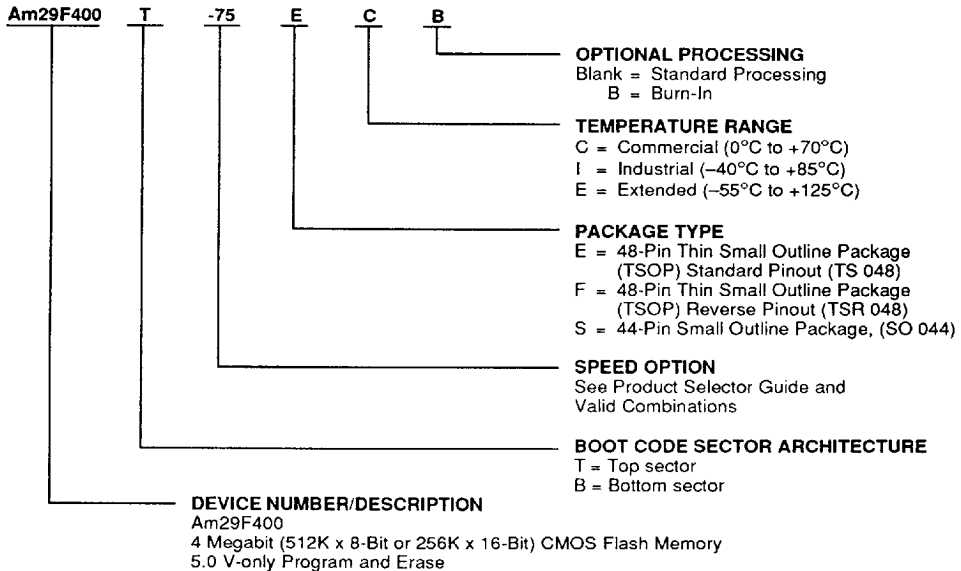 Am29F400 T -75 E C B
OPTIONAL PROCESSING
Blank = Standard Processing
B = Burn-In
TEMPERATURE RANGE
C = Commercial (0°C to +70°C)
I = Industrial (–40°C to +85°C)
E = Extended (–55°C to +125°C)
PACKAGE TYPE
E = 48-Pin Thin Small Outline Package
(TSOP) Standard Pinout (TS 048)
F = 48-Pin Thin Small Outline Package
(TSOP) Reverse Pinout (TSR 048)
S = 44-Pin Small Outline Package, (SO 044)
SPEED OPTION
See Product Selector Guide and
Valid Combinations
BOOT CODE SECTOR ARCHITECTURE
T = Top sector
B = Bottom sector
DEVICE NUMBER/DESCRIPTION
Am29F400
4 Megabit (512K x 8-Bit or 256K x 16-Bit) CMOS Flash Memory
5.0 V-only Program and Erase